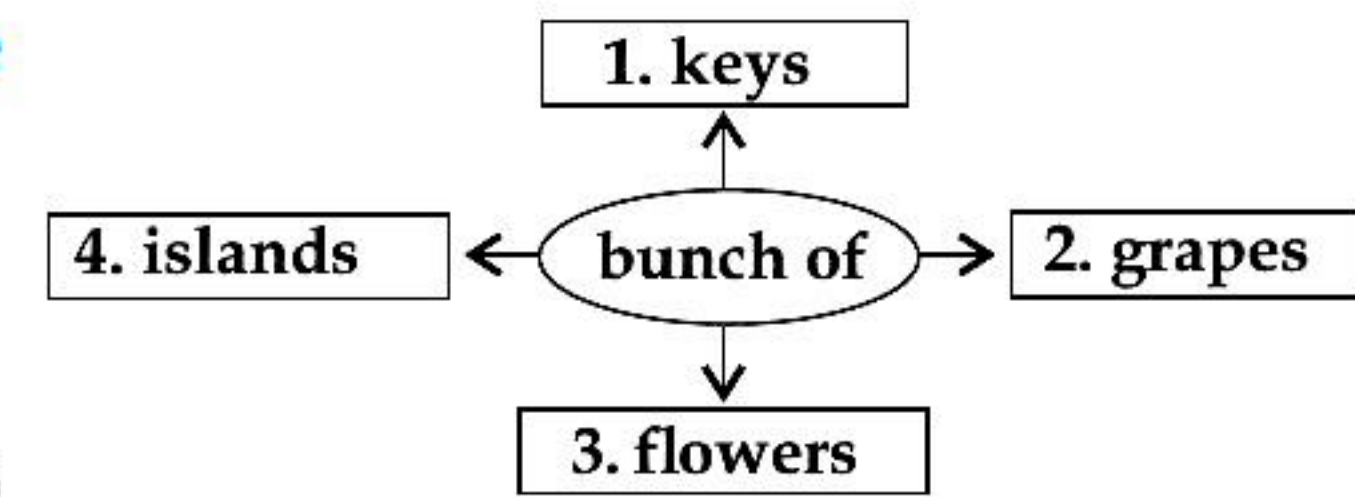 1. keys
4. islands
bunch of
2. grapes
3. flowers